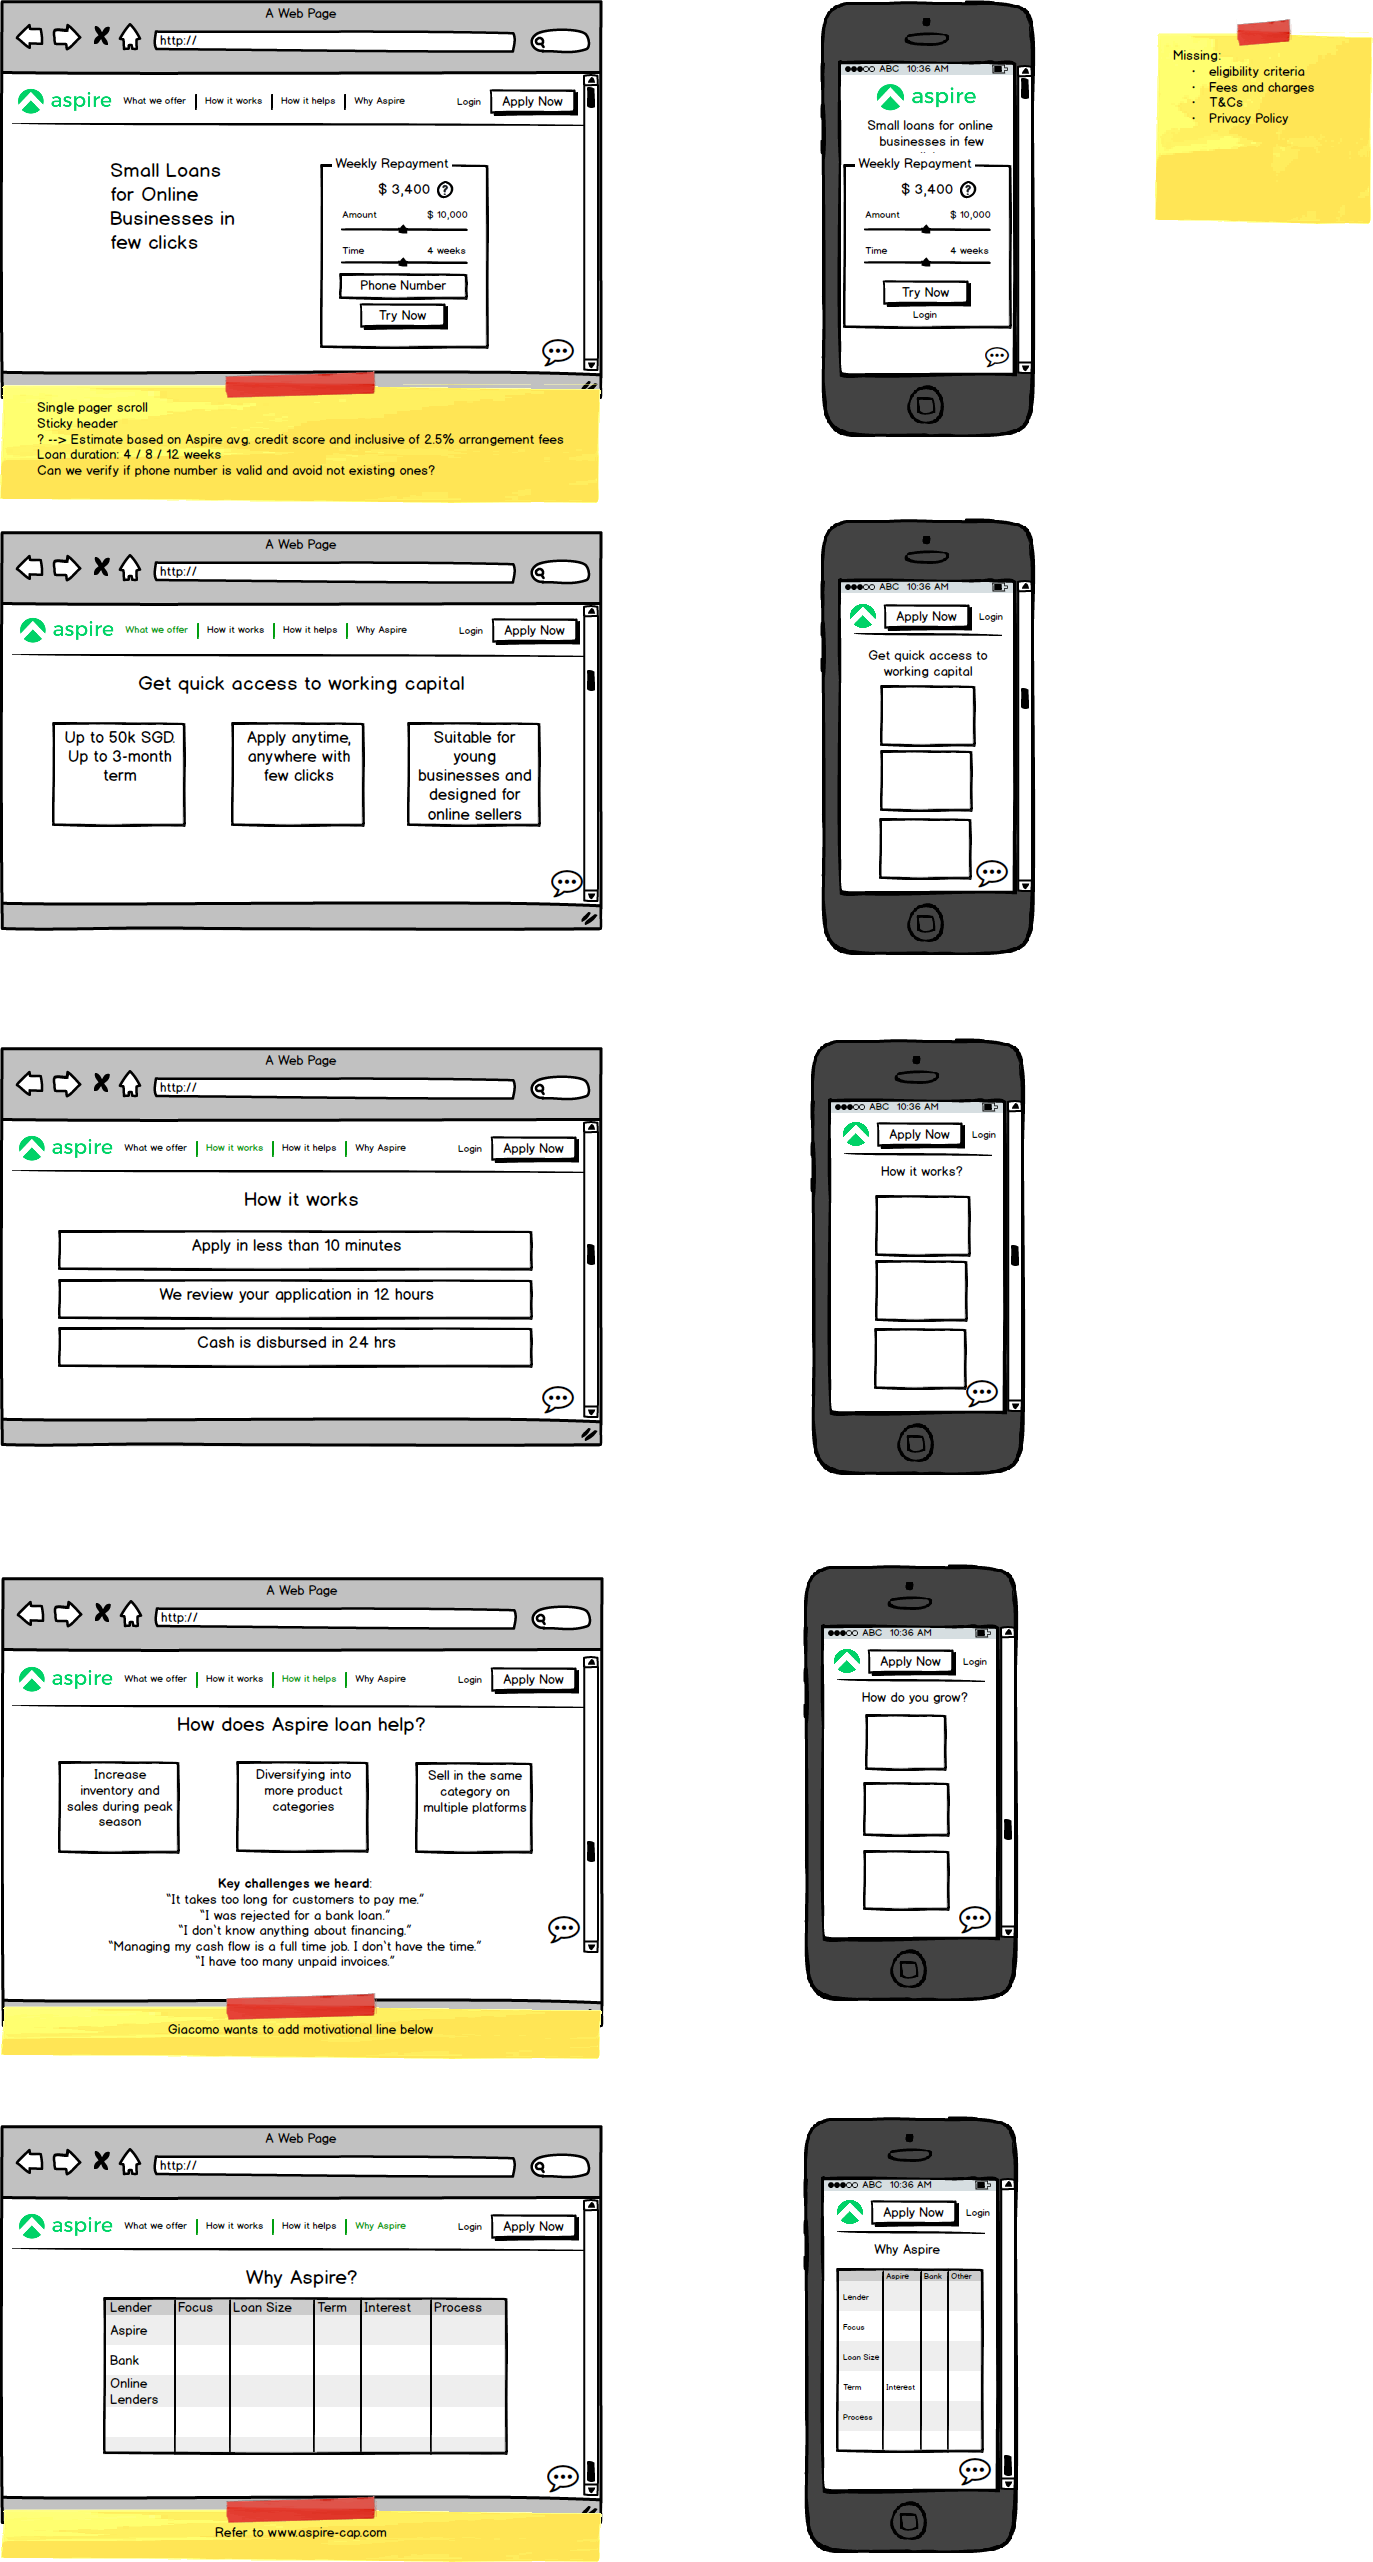 A Web Page
http://
aspire What we offer How it works How it helps Why Aspire Login Apply Now
Small Loans
for Online
Businesses in
few clicks
Weekly Repayment
$ 3,400 ?
Amount $ 10,000
Time 4 weeks
Phone Number
Try Now
Single pager scroll
Sticky header
? --> Estimate based on Aspire avg. credit score and inclusive of 2.5% arrangement fees
Loan duration: 4 / 8 / 12 weeks
Can we verify if phone number is valid and avoid not existing ones?
ABC 10:36 AM
aspire
Small loans for online
businesses in few
Weekly Repayment
$ 3,400 ?
Amount $ 10,000
Time 4 weeks
Try Now
Login
Missing:
· eligibility criteria
· Fees and charges
· T&Cs
· Privacy Policy
A Web Page
http://
aspire What we offer How it works How it helps Why Aspire Login Apply Now
Get quick access to working capital
Up to 50k SGD.
Up to 3-month
term
Apply anytime,
anywhere with
few clicks
Suitable for
young
businesses and
designed for
online sellers
ABC 10:36 AM
Apply Now Login
Get quick access to
working capital
A Web Page
http://
aspire What we offer How it works How it helps Why Aspire Login Apply Now
How it works
Apply in less than 10 minutes
We review your application in 12 hours
Cash is disbursed in 24 hrs
ABC 10:36 AM
Apply Now Login
How it works?
A Web Page
http://
aspire What we offer How it works How it helps Why Aspire Login Apply Now
How does Aspire loan help?
Increase
inventory and
sales during peak
season
Diversifying into
more product
categories
Sell in the same
category on
multiple platforms
Key challenges we heard:
"It takes too long for customers to pay me."
"I was rejected for a bank loan."
"I don't know anything about financing."
"Managing my cash flow is a full time job. I don't have the time."
"I have too many unpaid invoices."
Giacomo wants to add motivational line below
ABC 10:36 AM
Apply Now Login
How do you grow?
A Web Page
http://
aspire What we offer How it works How it helps Why Aspire Login Apply Now
Why Aspire?
Lender Focus Loan Size Term Interest Process
Aspire
Bank
Online
Lenders
Refer to www.aspire-cap.com
ABC 10:36 AM
Apply Now Login
Why Aspire
Aspire Bank Other
Lender
Focus
Loan Size
Term Interest
Process